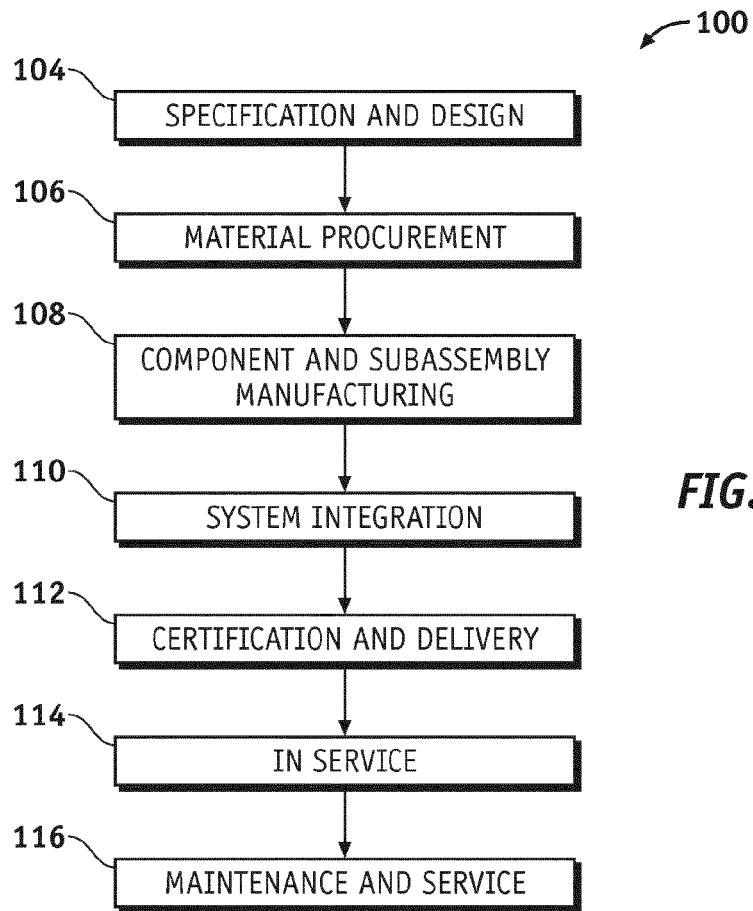 100
104
SPECIFICATION AND DESIGN
106
MATERIAL PROCUREMENT
108
COMPONENT AND SUBASSEMBLY
MANUFACTURING
110
SYSTEM INTEGRATION
FIG.
112
CERTIFICATION AND DELIVERY
114
IN SERVICE
116
MAINTENANCE AND SERVICE